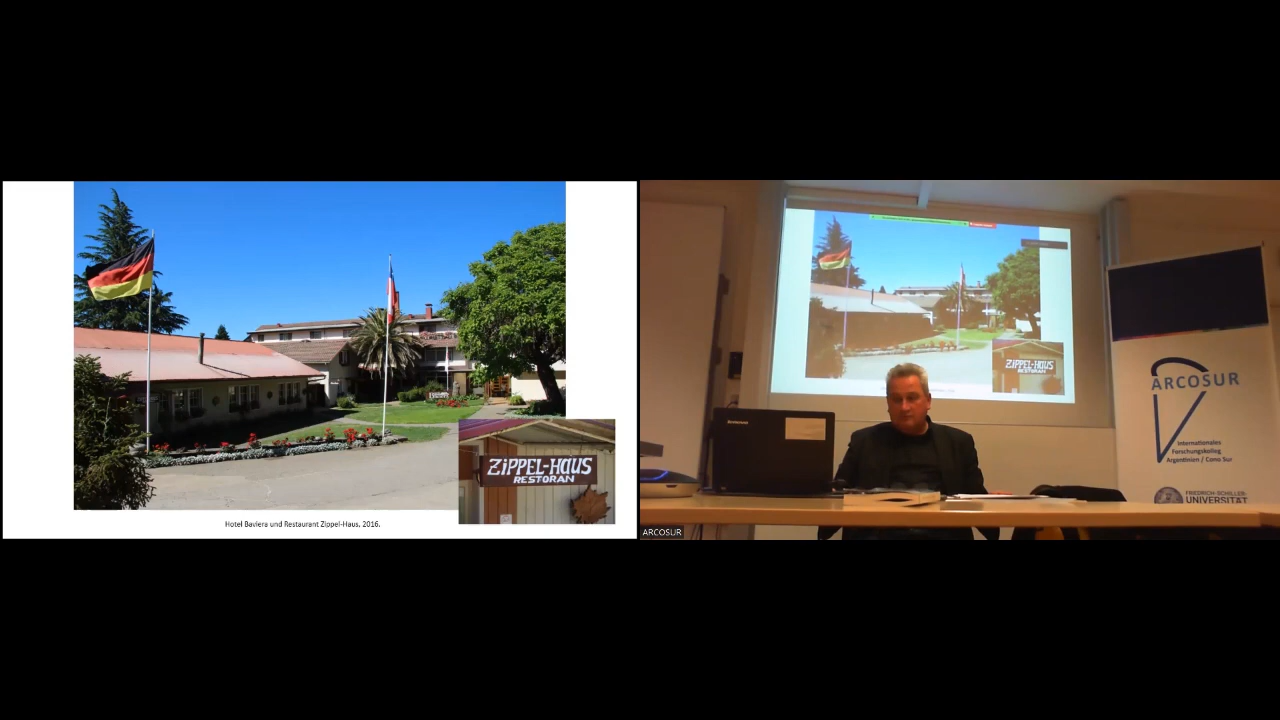 ZIPPEL-HAUS
RESTORAN
Hotel Baviera und Restaurant Zippel-Haus, 2016.
ZIPPEL-HAUS
RESTORAN
ARCOSUR
Internationales
Forschungskolleg
Argentinien / Cono Sur
FRIEDRICH-SCHILLER-
UNIVERSITÄT
ARCOSUR